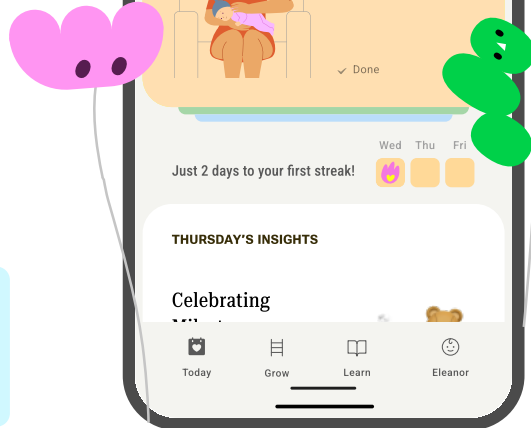 Done
Wed Thu Fri
Just 2 days to your first streak!
THURSDAY'S INSIGHTS
Celebrating
Today Grow Learn Eleanor